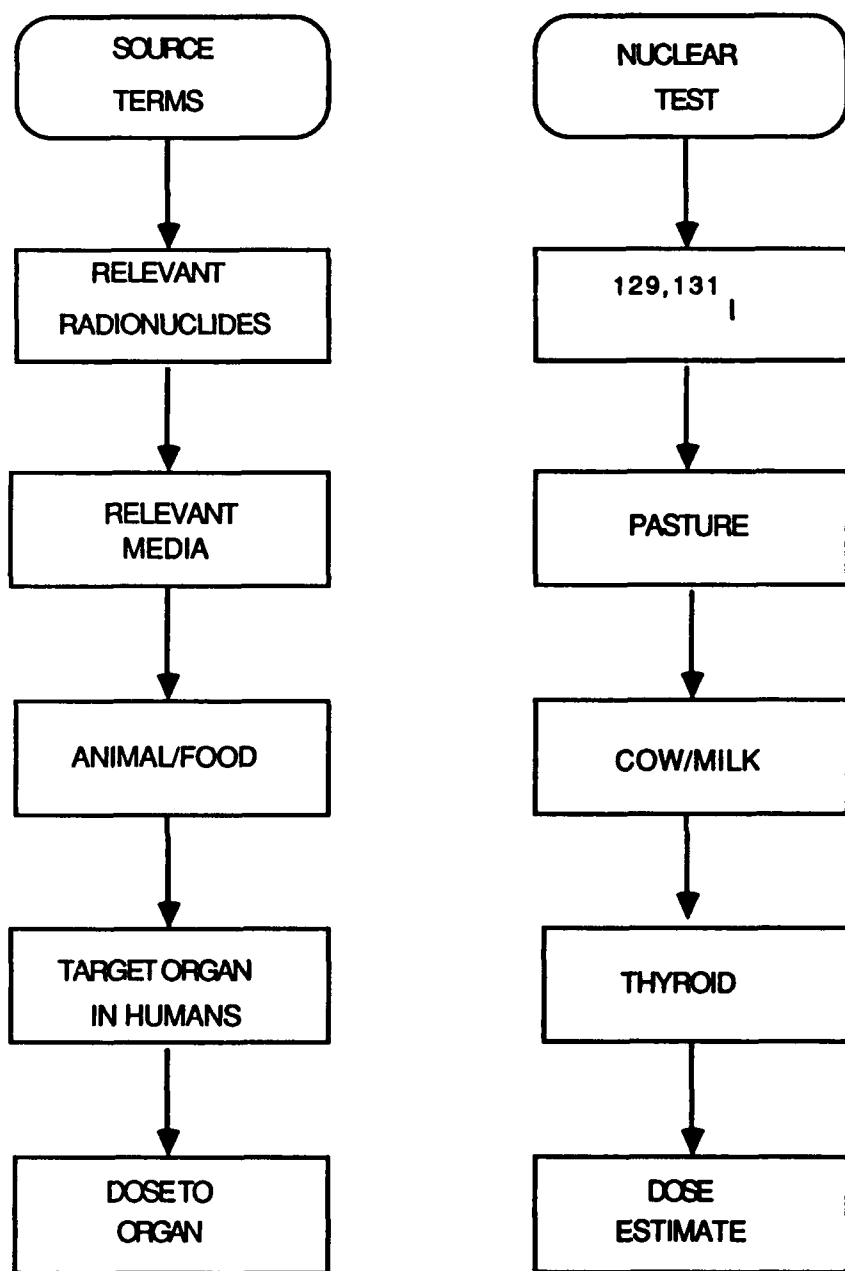 SOURCE
TERMS
RELEVANT
RADIONUCLIDES
RELEVANT
MEDIA
ANIMAL/FOOD
TARGET ORGAN
IN HUMANS
DOSE TO
ORGAN
NUCLEAR
TEST
129,131
I
PASTURE
COW/MILK
THYROID
DOSE
ESTIMATE